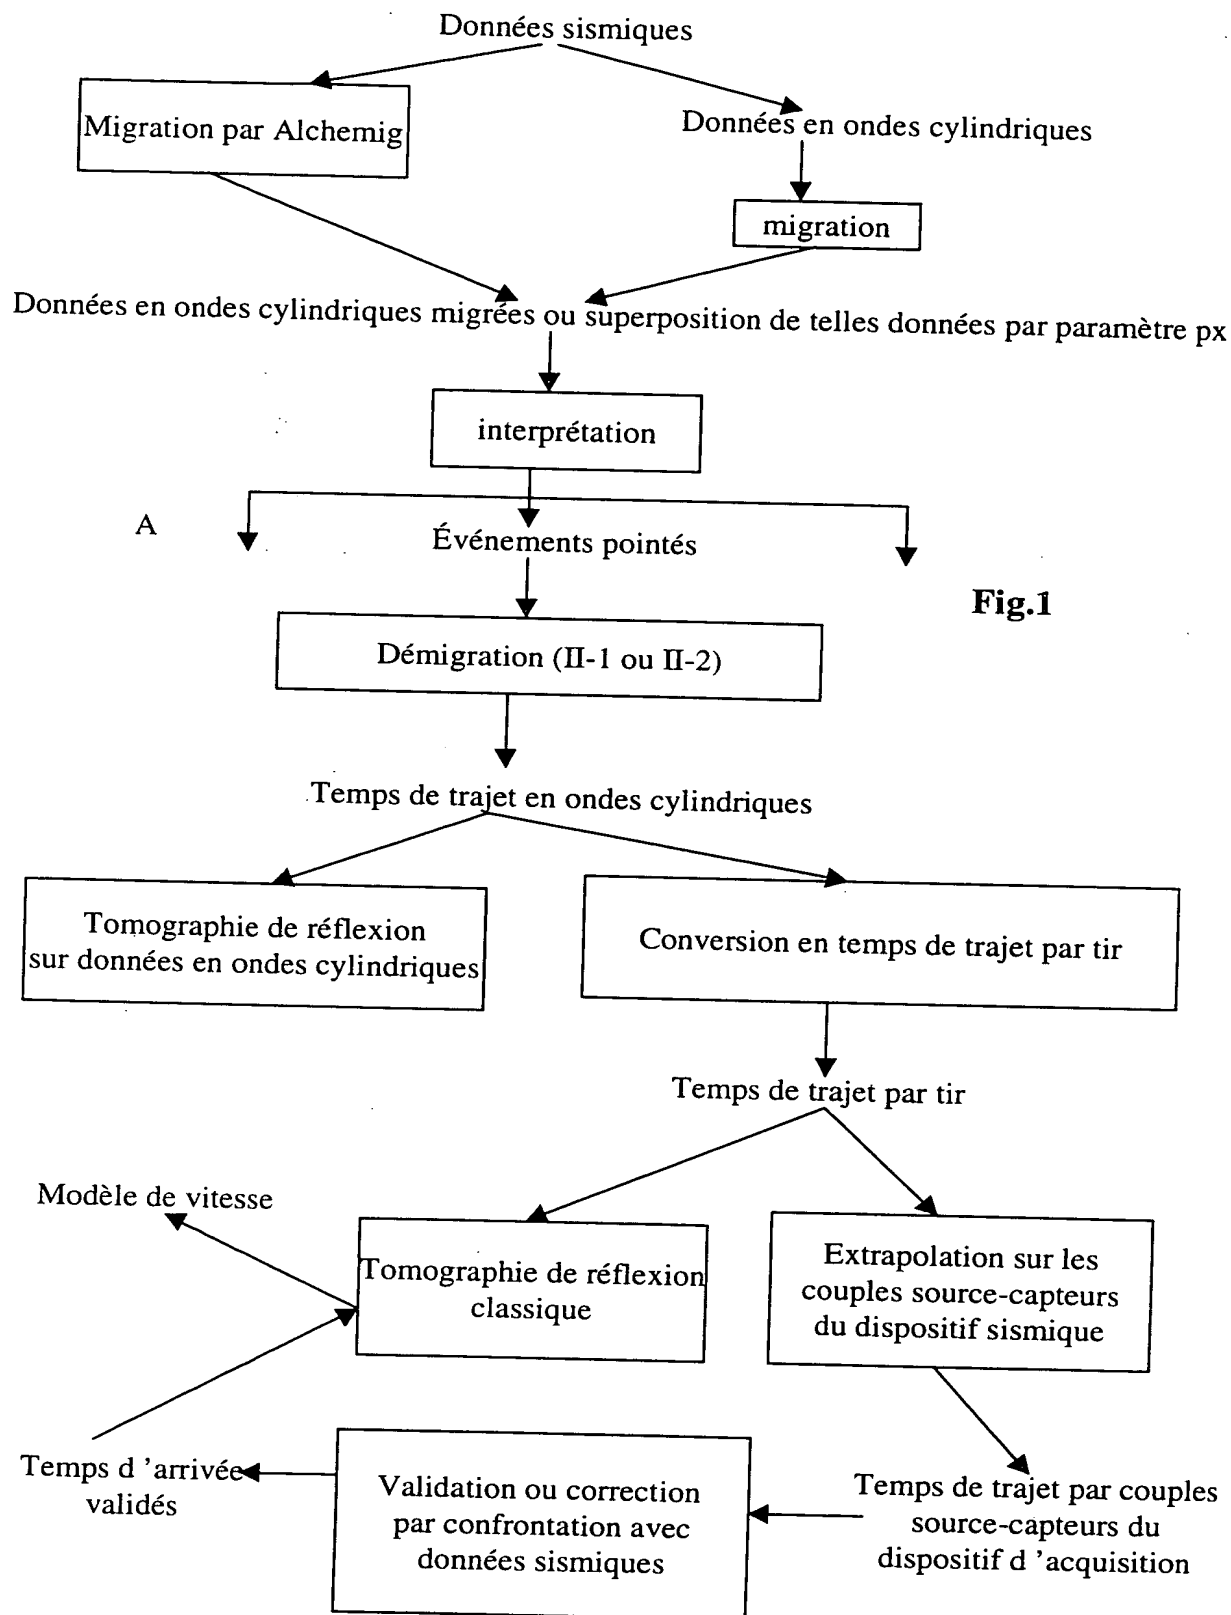 Données sismiques
Migration par Alchemig
Données en ondes cylindriques
migration
Données en ondes cylindriques migrées ou superposition de telles données par paramètre px
interprétation
A
Événements pointés
Fig.1
Démigration (II-1 ou II-2)
Temps de trajet en ondes cylindriques
Tomographie de réflexion
sur données en ondes cylindriques
Conversion en temps de trajet par tir
Temps de trajet par tir
Modèle de vitesse
Tomographie de réflexion
classique
Extrapolation sur les
couples source-capteurs
du dispositif sismique
Temps d ’arrivée
validés
Validation ou correction
par confrontation avec
données sismiques
Temps de trajet par couples
source-capteurs du
dispositif d ’acquisition